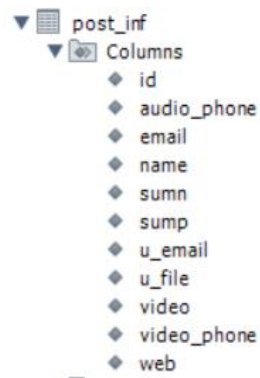 post_inf
Columns
id
audio_phone
email
name
sumn
sump
u_email
u_file
video
video_phone
web